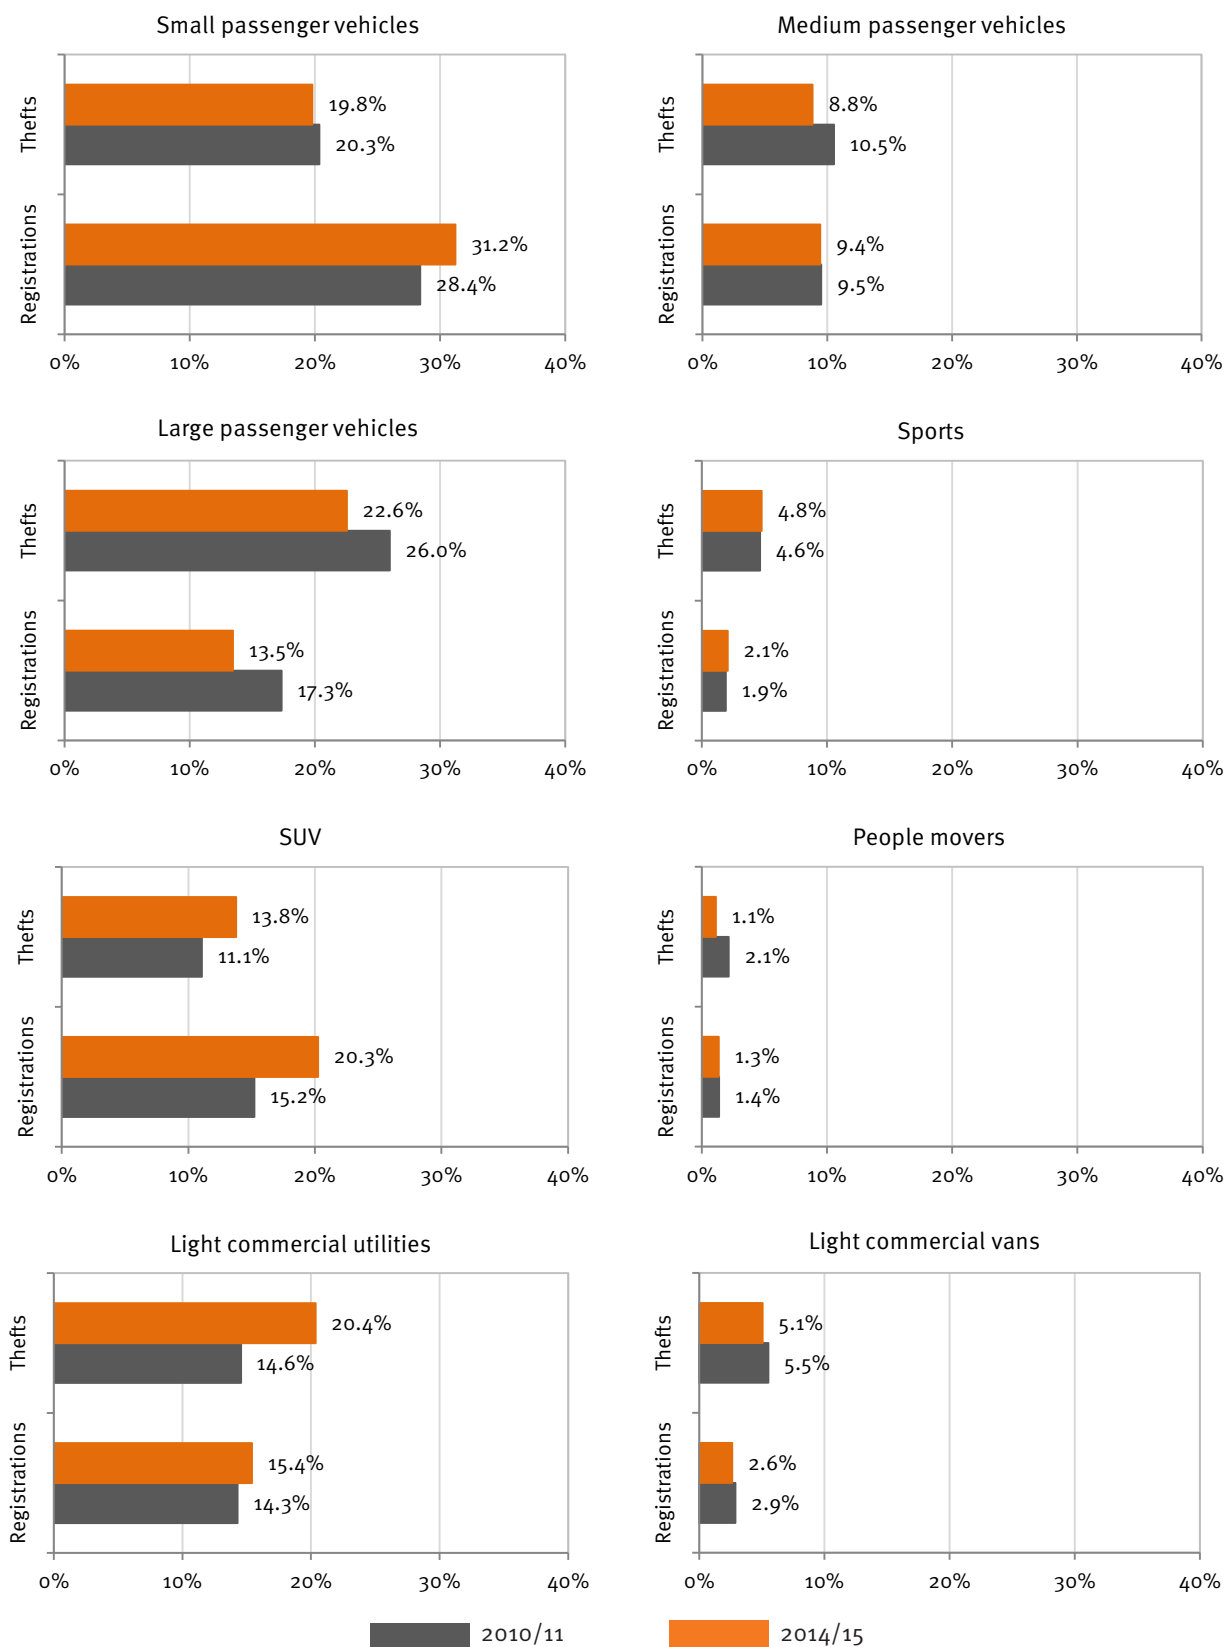 Small passenger vehicles
Thefts
19.8%
20.3%
Registrations
31.2%
28.4%
0% 10% 20% 30% 40%
Medium passenger vehicles
Thefts
8.8%
10.5%
Registrations
9.4%
9.5%
0% 10% 20% 30% 40%
Large passenger vehicles
Thefts
22.6%
26.0%
Registrations
13.5%
17.3%
0% 10% 20% 30% 40%
Sports
Thefts
4.8%
4.6%
Registrations
2.1%
1.9%
0% 10% 20% 30% 40%
SUV
Thefts
13.8%
11.1%
Registrations
20.3%
15.2%
0% 10% 20% 30% 40%
People movers
Thefts
1.1%
2.1%
Registrations
1.3%
1.4%
0% 10% 20% 30% 40%
Light commercial utilities
Thefts
20.4%
14.6%
Registrations
15.4%
14.3%
0% 10% 20% 30% 40%
Light commercial vans
Thefts
5.1%
5.5%
Registrations
2.6%
2.9%
0% 10% 20% 30% 40%
2010/11 2014/15